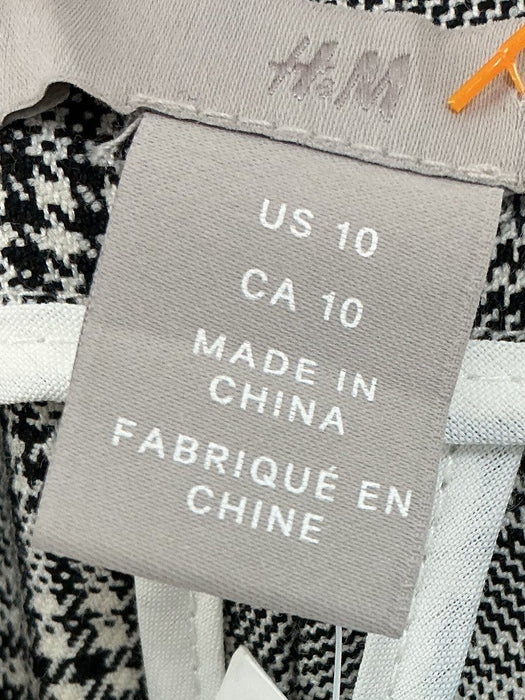 H&M
US 10
CA 10
MADE IN
CHINA
FABRIQUÉ EN
CHINE